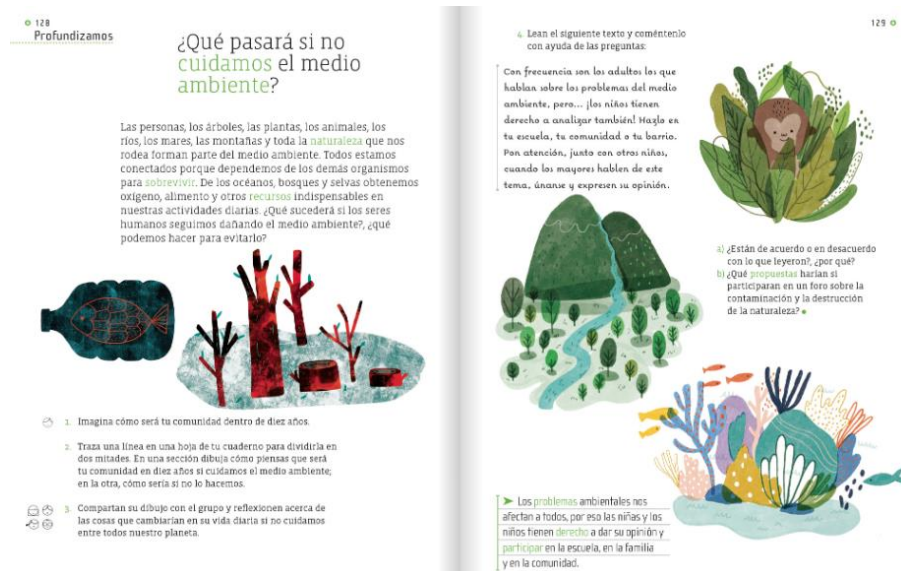 128
Profundizamos
¿Qué pasará si no
cuidamos el medio
ambiente?
Las personas, los árboles, las plantas, los animales, los
ríos, los mares, las montañas y toda la naturaleza que nos
rodea forman parte del medio ambiente. Todos estamos
conectados porque dependemos de los demás organismos
para sobrevivir. De los océanos, bosques y selvas obtenemos
oxígeno, alimento y otros recursos indispensables en
nuestras actividades diarias. ¿Qué sucederá si los seres
humanos seguimos dañando el medio ambiente?, ¿qué
podemos hacer para evitarlo?
1. Imagina cómo será tu comunidad dentro de diez años.
2. Traza una línea en una hoja de tu cuaderno para dividirla en
dos mitades. En una sección dibuja cómo piensas que será
tu comunidad en diez años si cuidamos el medio ambiente;
en la otra, cómo sería si no lo hacemos.
3. Compartan su dibujo con el grupo y reflexionen acerca de
las cosas que cambiarían en su vida diaria si no cuidamos
entre todos nuestro planeta.
129
4. Lean el siguiente texto y coméntenlo
con ayuda de las preguntas:
Con frecuencia son los adultos los que
hablan sobre los problemas del medio
ambiente, pero... ¡los niños tienen
derecho a analizar también! Hazlo en
tu escuela, tu comunidad o tu barrio.
Pon atención, junto con otros niños,
cuando los mayores hablen de este
tema, únanse y expresen su opinión.
a) ¿Están de acuerdo o en desacuerdo
con lo que leyeron?, ¿por qué?
b) ¿Qué propuestas harían si
participaran en un foro sobre la
contaminación y la destrucción
de la naturaleza?
Los problemas ambientales nos
afectan a todos, por eso las niñas y los
niños tienen derecho a dar su opinión y
participar en la escuela, en la familia
y en la comunidad.